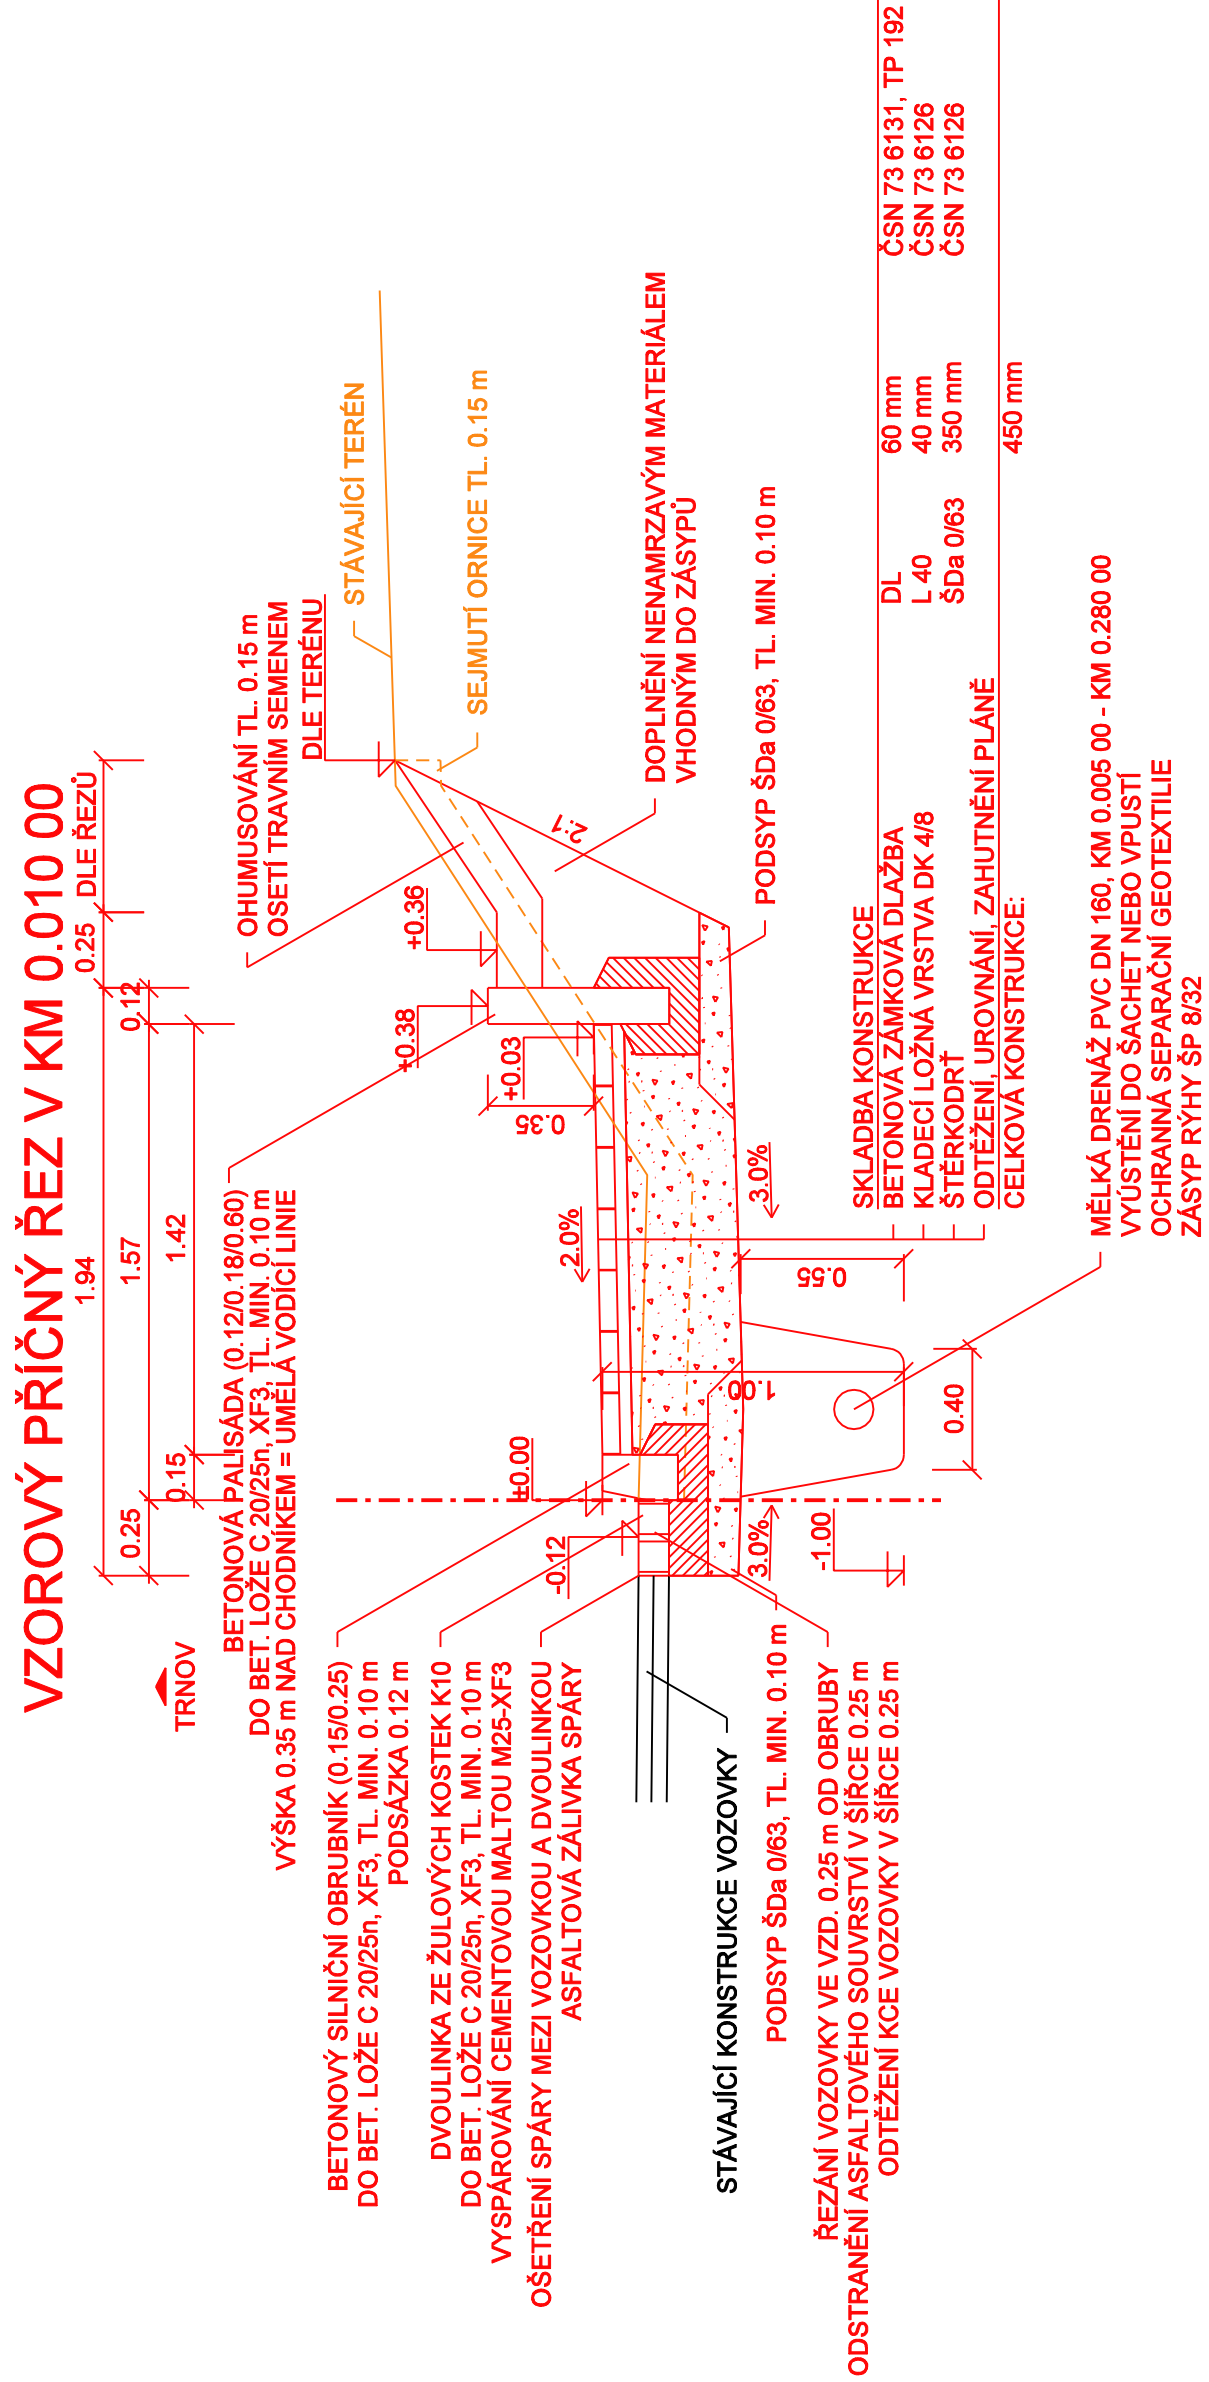 VZOROVÝ PŘÍČNÝ ŘEZ V KM 0.010 00
1.94
0.25
DLE ŘEZŮ
0.25
1.57
0.12
0.15
1.42
TRNOV
OHUMUSOVÁNÍ TL. 0.15 m
OSETÍ TRAVNÍM SEMENEM
DLE TERÉNU
STÁVAJÍCÍ TERÉN
SEJMUTÍ ORNICE TL. 0.15 m
BETONOVÁ PALISÁDA (0.12/0.18/0.60)
DO BET. LOŽE C 20/25n, XF3, TL. MIN. 0.10 m
VÝŠKA 0.35 m NAD CHODNÍKEM = UMĚLÁ VODÍCÍ LINIE
BETONOVÝ SILNIČNÍ OBRUBNÍK (0.15/0.25)
DO BET. LOŽE C 20/25n, XF3, TL. MIN. 0.10 m
PODSÁZKA 0.12 m
DVOULINKA ZE ŽULOVÝCH KOSTEK K10
DO BET. LOŽE C 20/25n, XF3, TL. MIN. 0.10 m
VYSPÁROVÁNÍ CEMENTOVOU MALTOU M25-XF3
OŠETŘENÍ SPÁRY MEZI VOZOVKOU A DVOULINKOU
ASFALTOVÁ ZÁLIVKA SPÁRY
+0.36
+0.38
+0.03
0.35
±0.00
-0.12
2:1
2.0%
3.0%
3.0%
1.00
0.55
0.40
-1.00
DOPLNĚNÍ NENAMRZAVÝM MATERIÁLEM
VHODNÝM DO ZÁSYPŮ
PODSYP ŠDa 0/63, TL. MIN. 0.10 m
STÁVAJÍCÍ KONSTRUKCE VOZOVKY
PODSYP ŠDa 0/63, TL. MIN. 0.10 m
ŘEZÁNÍ VOZOVKY VE VZD. 0.25 m OD OBRUBY
ODSTRANĚNÍ ASFALTOVÉHO SOUVRSTVÍ V ŠÍŘCE 0.25 m
ODTĚŽENÍ KCE VOZOVKY V ŠÍŘCE 0.25 m
SKLADBA KONSTRUKCE
BETONOVÁ ZÁMKOVÁ DLAŽBA DL 60 mm ČSN 73 6131, TP 192
KLADECÍ LOŽNÁ VRSTVA DK 4/8 L 40 40 mm ČSN 73 6126
ŠTĚRKODRŤ ŠDa 0/63 350 mm ČSN 73 6126
ODTĚŽENÍ, UROVNÁNÍ, ZAHUTNĚNÍ PLÁNĚ
CELKOVÁ KONSTRUKCE: 450 mm
MĚLKÁ DRENÁŽ PVC DN 160, KM 0.005 00 - KM 0.280 00
VYÚSTĚNÍ DO ŠACHET NEBO VPUSTÍ
OCHRANNÁ SEPARAČNÍ GEOTEXTILIE
ZÁSYP RÝHY ŠP 8/32